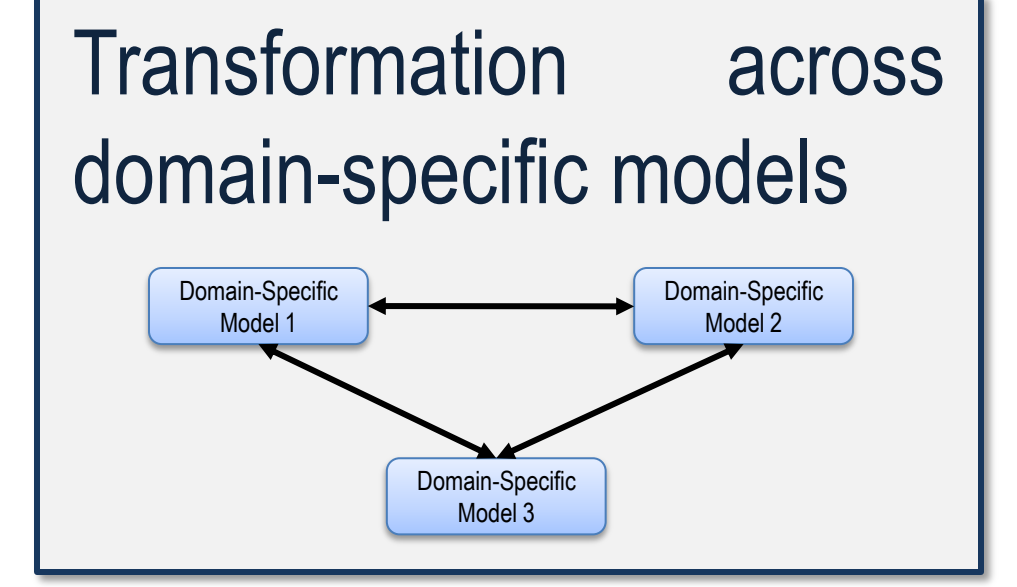 Transformation across
domain-specific models
Domain-Specific
Model 1
Domain-Specific
Model 2
Domain-Specific
Model 3